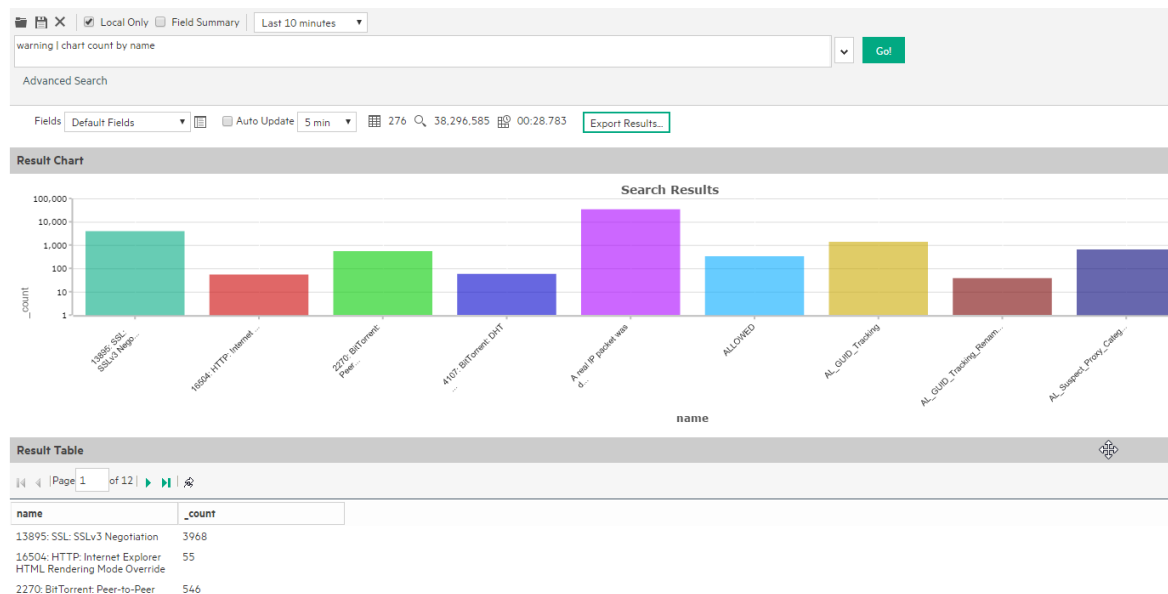 Local Only Field Summary Last 10 minutes
warning | chart count by name
Go!
Advanced Search
Fields Default Fields Auto Update 5 min 276 38,296,585 00:28.783 Export Results...
Result Chart
Search Results
100,000
10,000
1,000
100
10
1
_count
13895: SSL:
SSLv3 Nego...
16504: HTTP: Internet ...
2270: BitTorrent:
Peer...
4107: BitTorrent: DHT
...
A real IP packet was
d...
ALLOWED
AL_GUID_Tracking
AL_GUID_Tracking_Renam...
AL_Suspect_Proxy_Categ...
name
Result Table
Page 1 of 12
name _count
13895: SSL: SSLv3 Negotiation 3968
16504: HTTP: Internet Explorer 55
HTML Rendering Mode Override
2270: BitTorrent: Peer-to-Peer 546